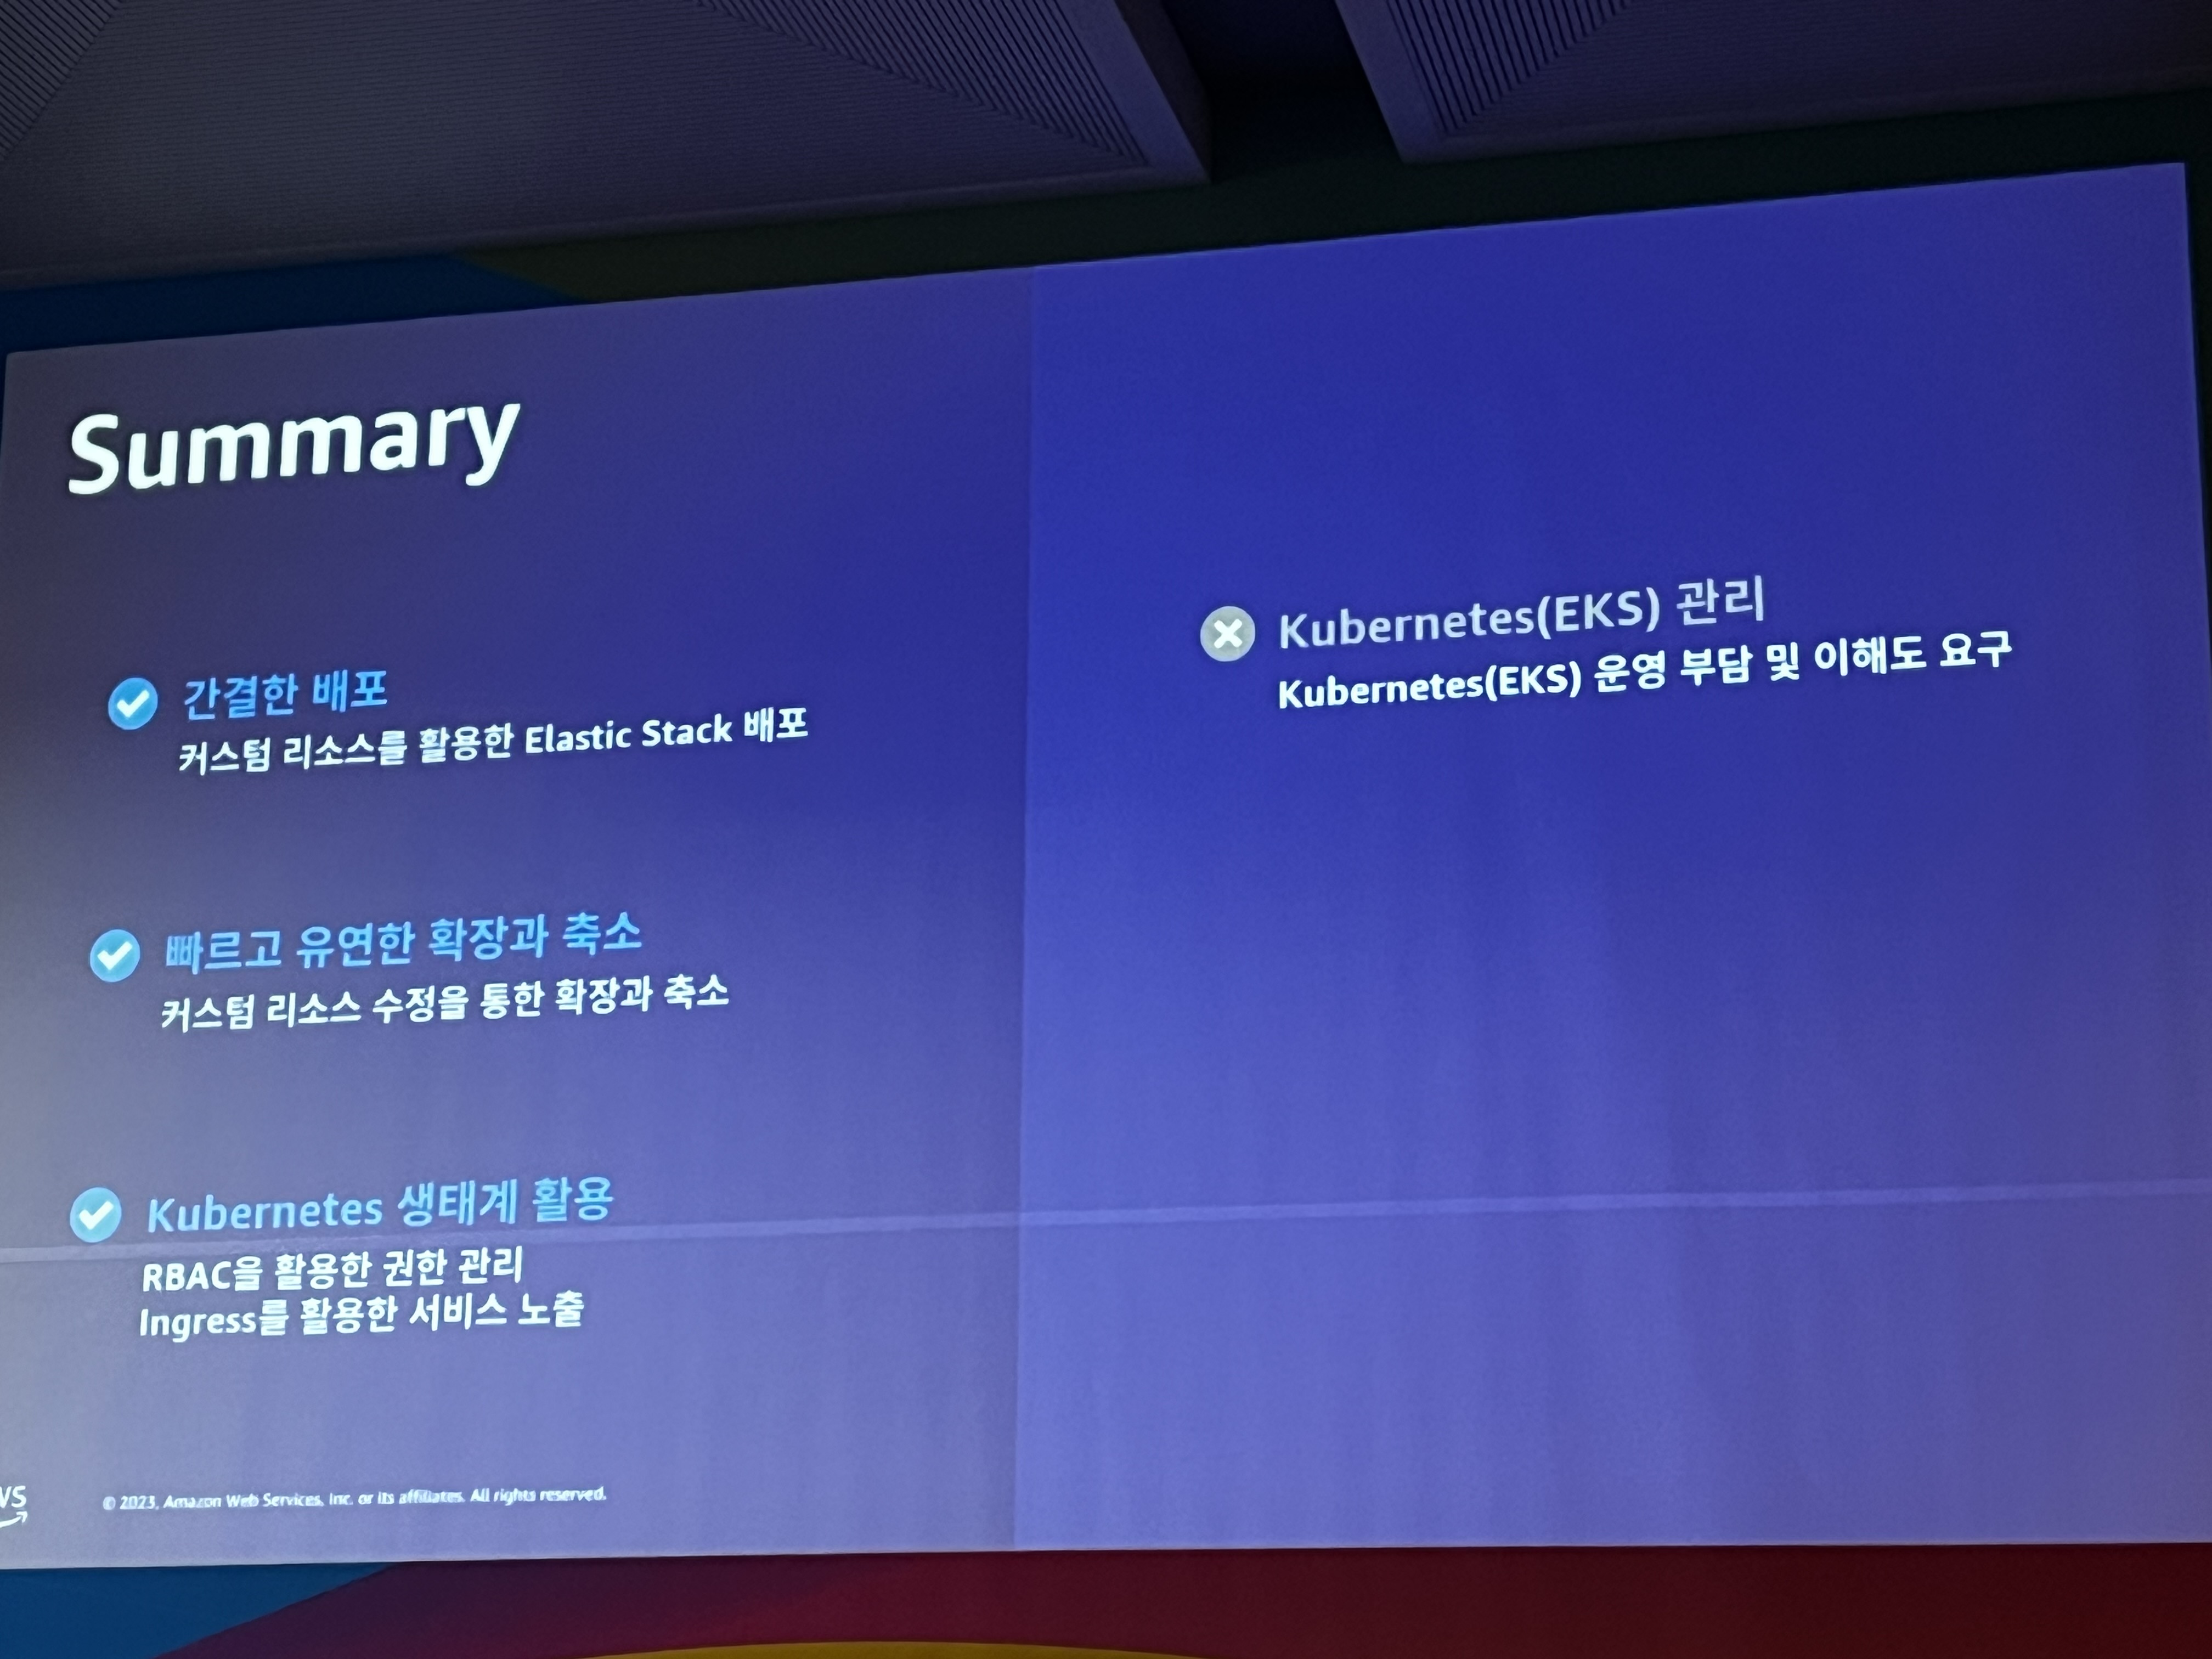 Summary
간결한 배포
커스텀 리소스를 활용한 Elastic Stack 배포
빠르고 유연한 확장과 축소
커스텀 리소스 수정을 통한 확장과 축소
Kubernetes 생태계 활용
RBAC을 활용한 권한 관리
Ingress를 활용한 서비스 노출
Kubernetes(EKS) 관리
Kubernetes(EKS) 운영 부담 및 이해도 요구
© 2023, Amazon Web Services, Inc. or its affiliates. All rights reserved.